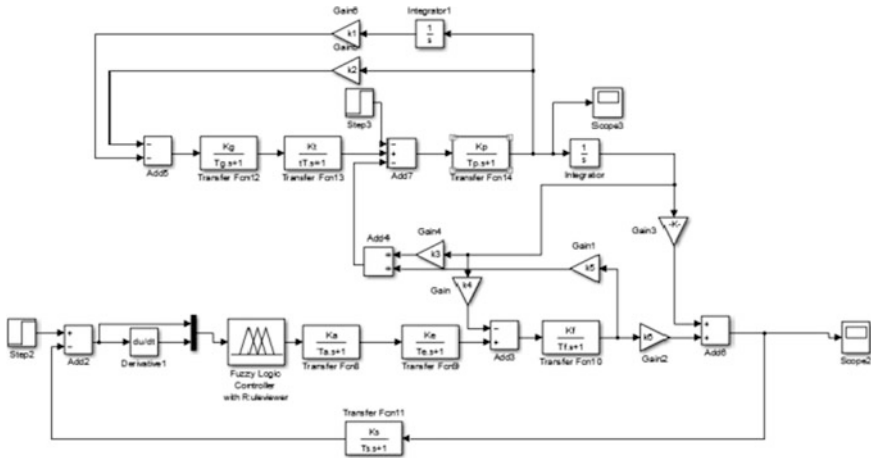 Gain6
Integrator1
k1
1
s
Gain5
k2
Step3
Scope3
Kg
Tg.s+1
Kt
tT.s+1
Kp
Tp.s+1
1
s
Add5
Transfer Fcn12
Transfer Fcn13
Add7
Transfer Fcn14
Integrator
Gain3
-K-
Add4
Gain4
k3
Gain1
k5
Gain
k4
Step2
Add2
du/dt
Derivative1
Fuzzy Logic
Controller
with Ruleviewer
Ka
Ta.s+1
Transfer Fcn8
Ke
Te.s+1
Transfer Fcn9
Add3
Kf
Tf.s+1
Transfer Fcn10
k6
Gain2
Add6
Scope2
Transfer Fcn11
Ks
Ts.s+1